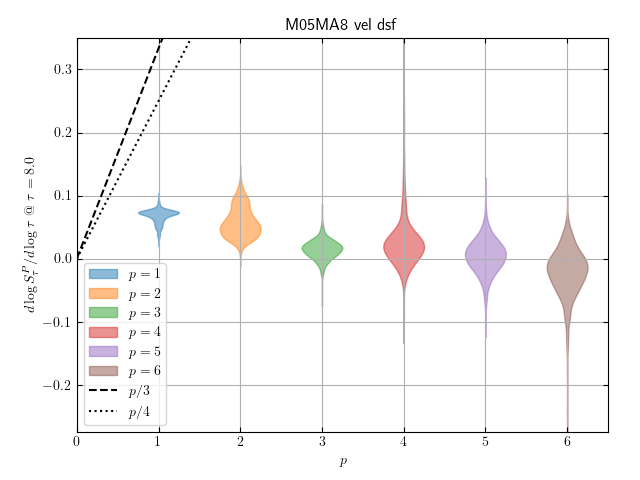 M05MA8 vel dsf
d log S_τ^P / d log τ @ τ = 8.0
0.3
0.2
0.1
0.0
−0.1
−0.2
p = 1
p = 2
p = 3
p = 4
p = 5
p = 6
p/3
p/4
0 1 2 3 4 5 6
p